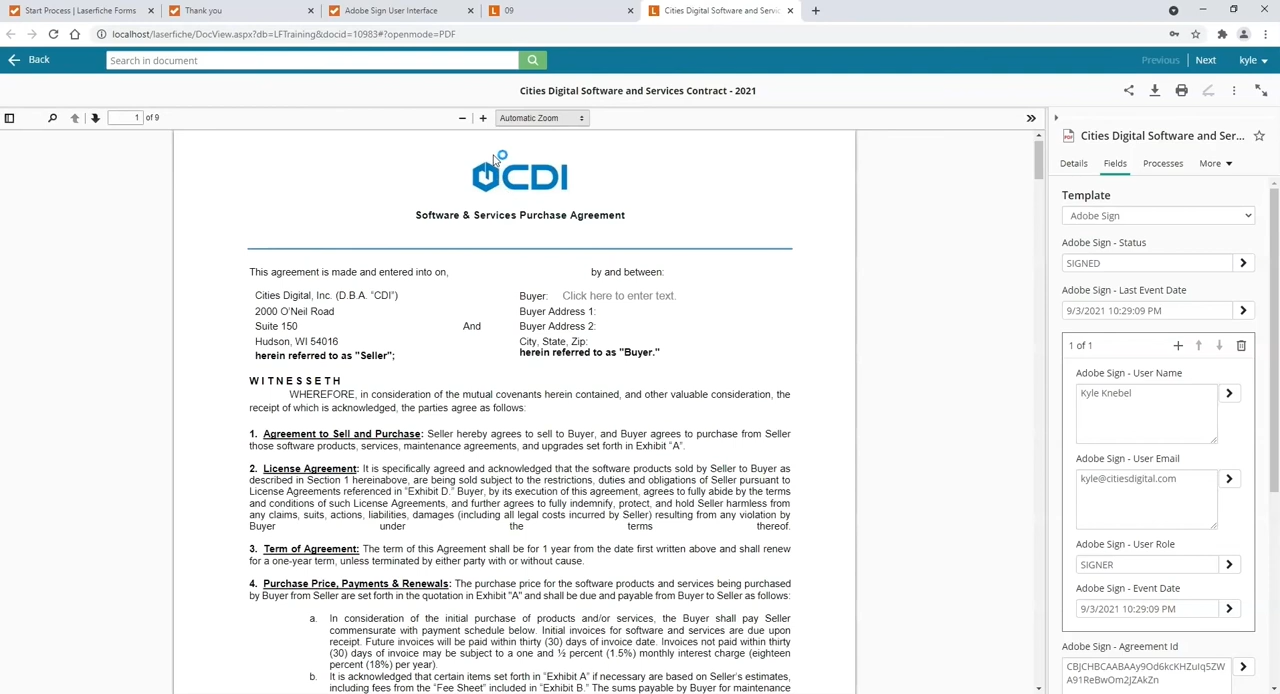 Start Process | Laserfiche Forms
Thank you
Adobe Sign User Interface
09
Cities Digital Software and Servic
localhost/laserfiche/DocView.aspx?db=LFTraining&docid=10983#?openmode=PDF
Back
Search in document
Previous
Next
kyle
Cities Digital Software and Services Contract - 2021
1 of 9
Automatic Zoom
CDI
Software & Services Purchase Agreement
This agreement is made and entered into on, by and between:
Cities Digital, Inc. (D.B.A. "CDI")
2000 O'Neil Road
Suite 150
Hudson, WI 54016
herein referred to as "Seller";
And
Buyer: Click here to enter text.
Buyer Address 1:
Buyer Address 2:
City, State, Zip:
herein referred to as "Buyer."
W I T N E S S E T H
WHEREFORE, in consideration of the mutual covenants herein contained, and other valuable consideration, the
receipt of which is acknowledged, the parties agree as follows:
1. Agreement to Sell and Purchase: Seller hereby agrees to sell to Buyer, and Buyer agrees to purchase from Seller
those software products, services, maintenance agreements, and upgrades set forth in Exhibit "A".
2. License Agreement: It is specifically agreed and acknowledged that the software products sold by Seller to Buyer as
described in Section 1 hereinabove, are being sold subject to the restrictions, duties and obligations of Seller pursuant to
License Agreements referenced in "Exhibit D." Buyer, by its execution of this agreement, agrees to fully abide by the terms
and conditions of such License Agreements, and further agrees to fully indemnify, protect, and hold Seller harmless from
any claims, suits, actions, liabilities, damages (including all legal costs incurred by Seller) resulting from any violation by
Buyer under the terms thereof.
3. Term of Agreement: The term of this Agreement shall be for 1 year from the date first written above and shall renew
for a one-year term, unless terminated by either party with or without cause.
4. Purchase Price, Payments & Renewals: The purchase price for the software products and services being purchased
by Buyer from Seller are set forth in the quotation in Exhibit "A" and shall be due and payable from Buyer to Seller as follows:
a. In consideration of the initial purchase of products and/or services, the Buyer shall pay Seller
commensurate with payment schedule below. Initial invoices for software and services are due upon
receipt. Future invoices will be paid within thirty (30) days of invoice date. Invoices not paid within thirty
(30) days of invoice may be subject to a one and ½ percent (1.5%) monthly interest charge (eighteen
percent (18%) per year).
b. It is acknowledged that certain items set forth in "Exhibit A" if necessary are based on Seller's estimates,
including fees from the "Fee Sheet" included in "Exhibit B." The sums payable by Buyer for maintenance
Cities Digital Software and Ser...
Details
Fields
Processes
More
Template
Adobe Sign
Adobe Sign - Status
SIGNED
Adobe Sign - Last Event Date
9/3/2021 10:29:09 PM
1 of 1
Adobe Sign - User Name
Kyle Knebel
Adobe Sign - User Email
kyle@citiesdigital.com
Adobe Sign - User Role
SIGNER
Adobe Sign - Event Date
9/3/2021 10:29:09 PM
Adobe Sign - Agreement Id
CBJCHBCAABAAy9Od6kcKHZuIq5ZW
A91ReBwOm2JZAkZn